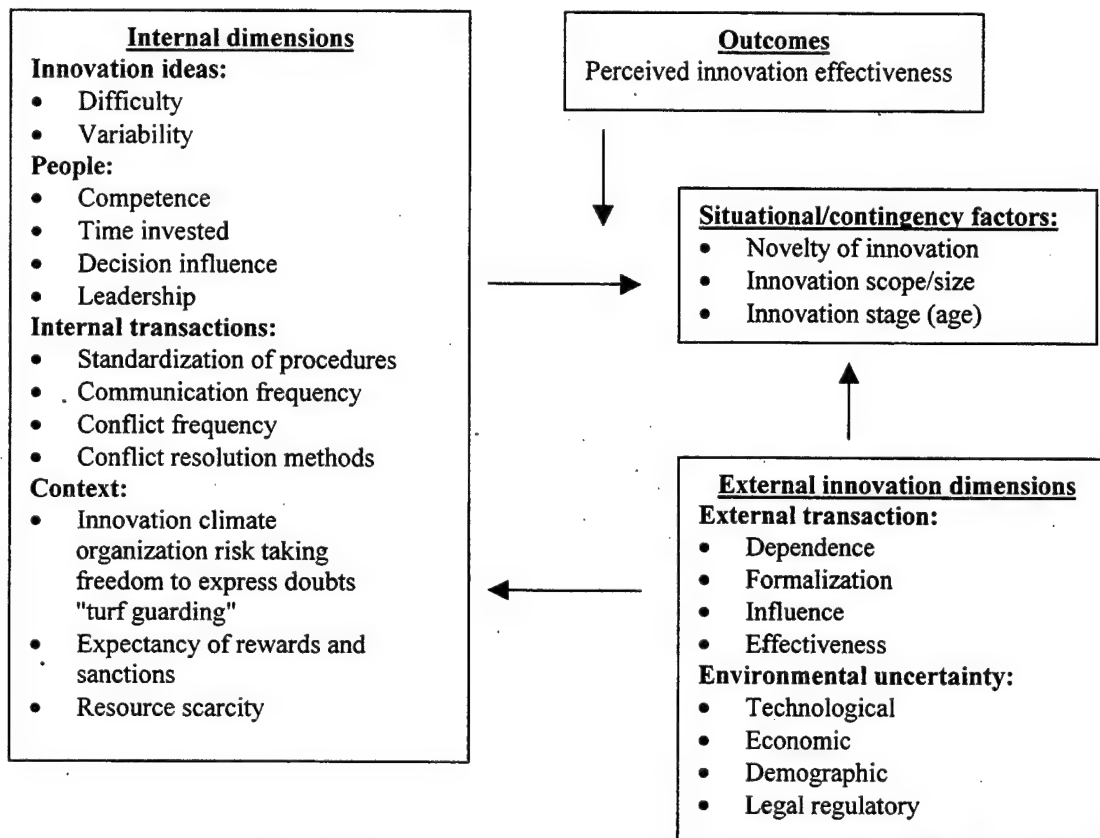 Internal dimensions
Innovation ideas:
• Difficulty
• Variability
People:
• Competence
• Time invested
• Decision influence
• Leadership
Internal transactions:
• Standardization of procedures
• Communication frequency
• Conflict frequency
• Conflict resolution methods
Context:
• Innovation climate
organization risk taking
freedom to express doubts
"turf guarding"
• Expectancy of rewards and
sanctions
• Resource scarcity
Outcomes
Perceived innovation effectiveness
Situational/contingency factors:
• Novelty of innovation
• Innovation scope/size
• Innovation stage (age)
External innovation dimensions
External transaction:
• Dependence
• Formalization
• Influence
• Effectiveness
Environmental uncertainty:
• Technological
• Economic
• Demographic
• Legal regulatory